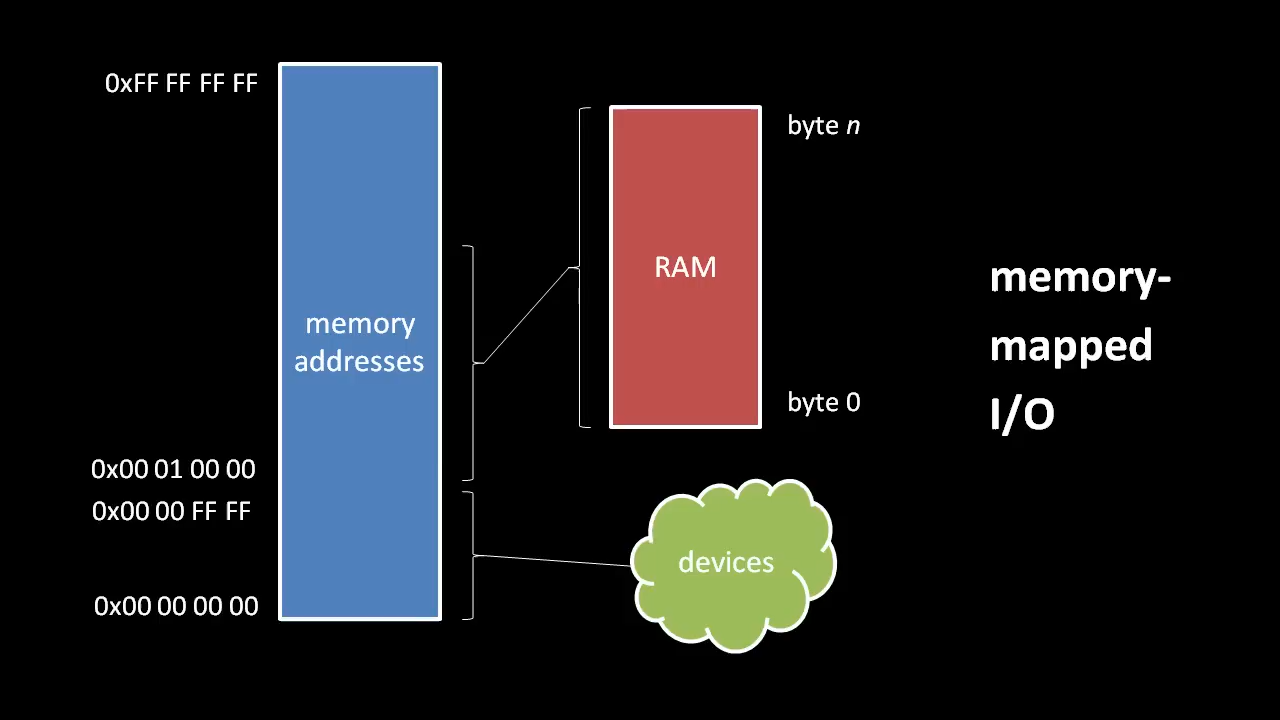 0xFF FF FF FF
memory
addresses
0x00 01 00 00
0x00 00 FF FF
0x00 00 00 00
byte n
RAM
byte 0
devices
memory-
mapped
I/O